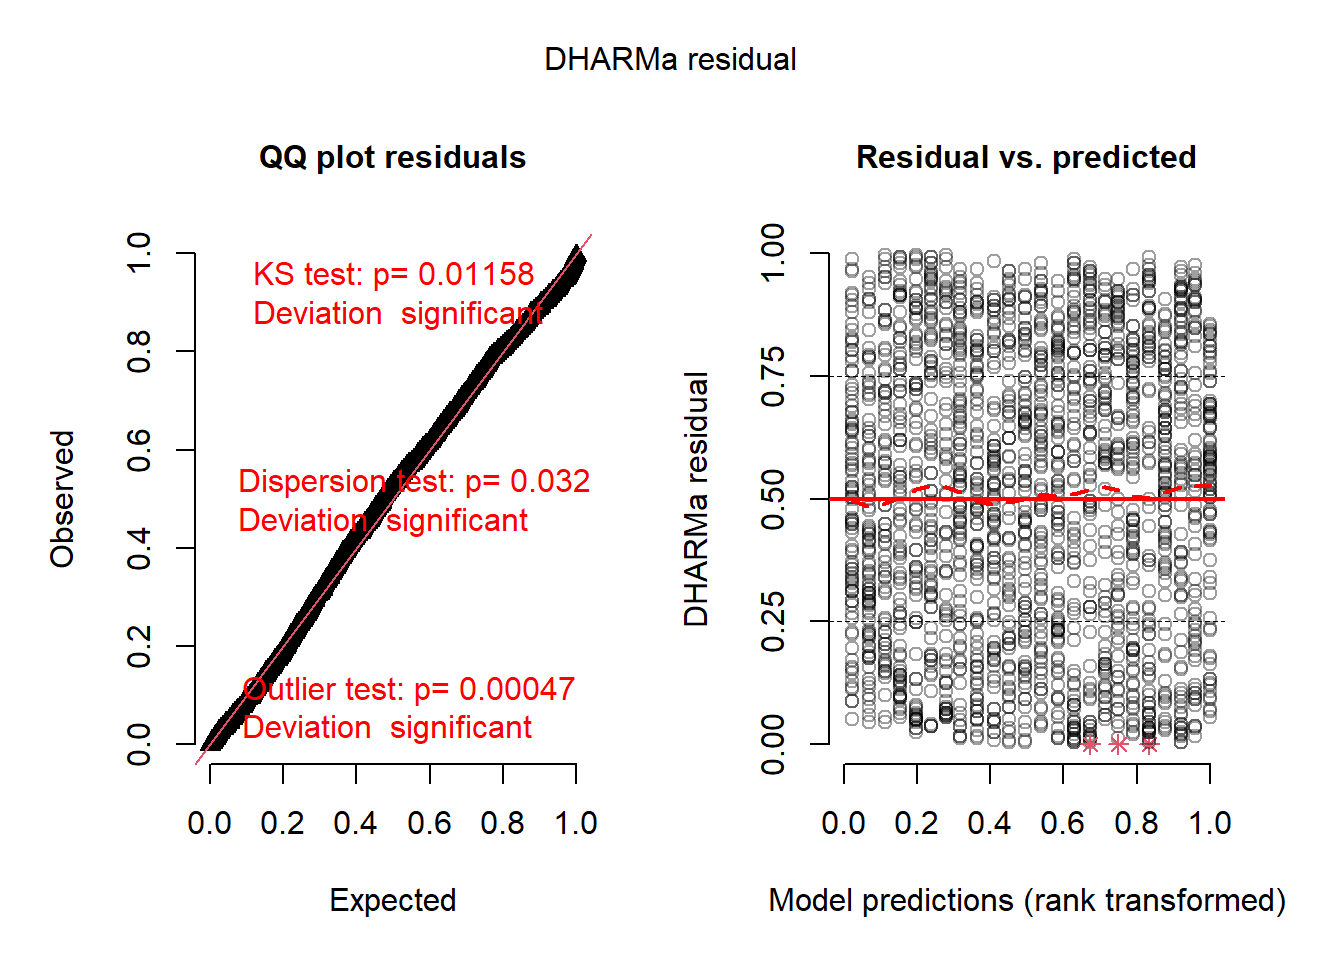 DHARMa residual
QQ plot residuals
KS test: p= 0.01158
Deviation  significant
Dispersion test: p= 0.032
Deviation  significant
Outlier test: p= 0.00047
Deviation  significant
Observed
0.0 0.2 0.4 0.6 0.8 1.0
0.0 0.2 0.4 0.6 0.8 1.0
Expected
Residual vs. predicted
DHARMa residual
0.00 0.25 0.50 0.75 1.00
0.0 0.2 0.4 0.6 0.8 1.0
Model predictions (rank transformed)